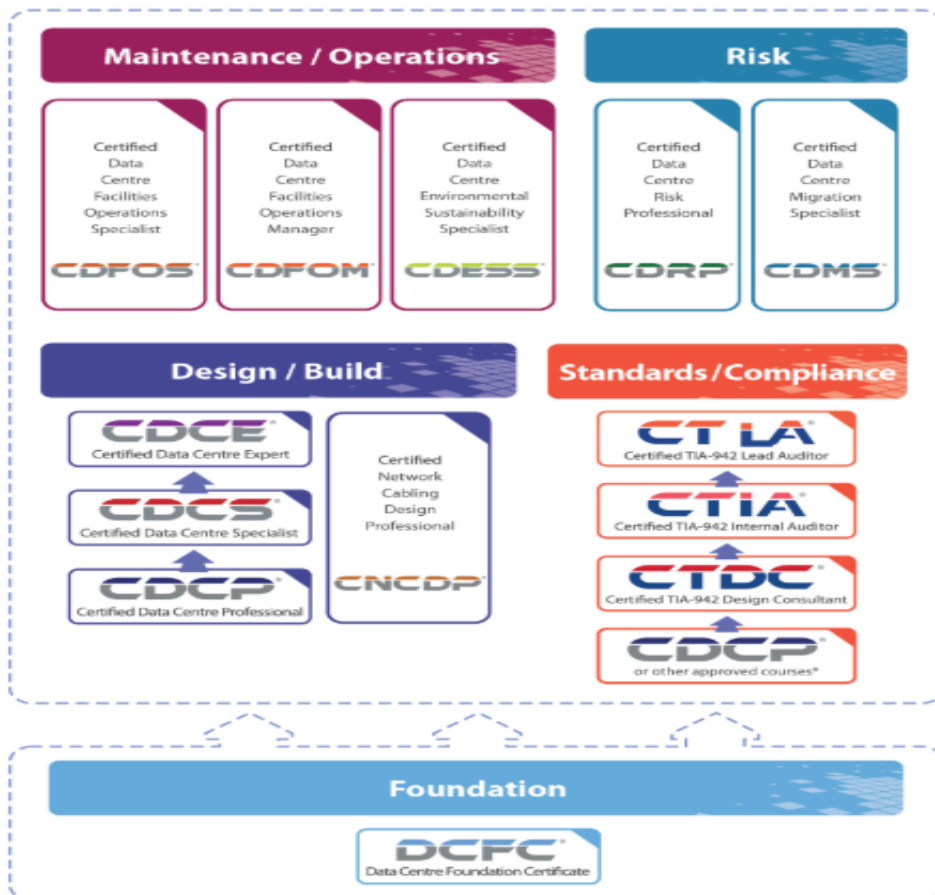 Maintenance / Operations
Certified
Data
Centre
Facilities
Operations
Specialist
CDFOS®
Certified
Data
Centre
Facilities
Operations
Manager
CDFOM®
Certified
Data
Centre
Environmental
Sustainability
Specialist
CDESS®
Risk
Certified
Data
Centre
Risk
Professional
CDRP®
Certified
Data
Centre
Migration
Specialist
CDMS®
Design / Build
CDCE®
Certified Data Centre Expert
CDCS®
Certified Data Centre Specialist
CDCP®
Certified Data Centre Professional
Certified
Network
Cabling
Design
Professional
CNCDP®
Standards/Compliance
CTLA®
Certified TIA-942 Lead Auditor
CTIA®
Certified TIA-942 Internal Auditor
CTDC®
Certified TIA-942 Design Consultant
CDCP®
or other approved courses*
Foundation
DCFC®
Data Centre Foundation Certificate